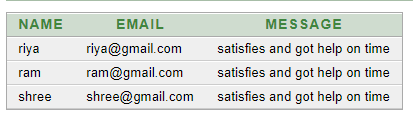 NAME EMAIL MESSAGE
riya riya@gmail.com satisfies and got help on time
ram ram@gmail.com satisfies and got help on time
shree shree@gmail.com satisfies and got help on time